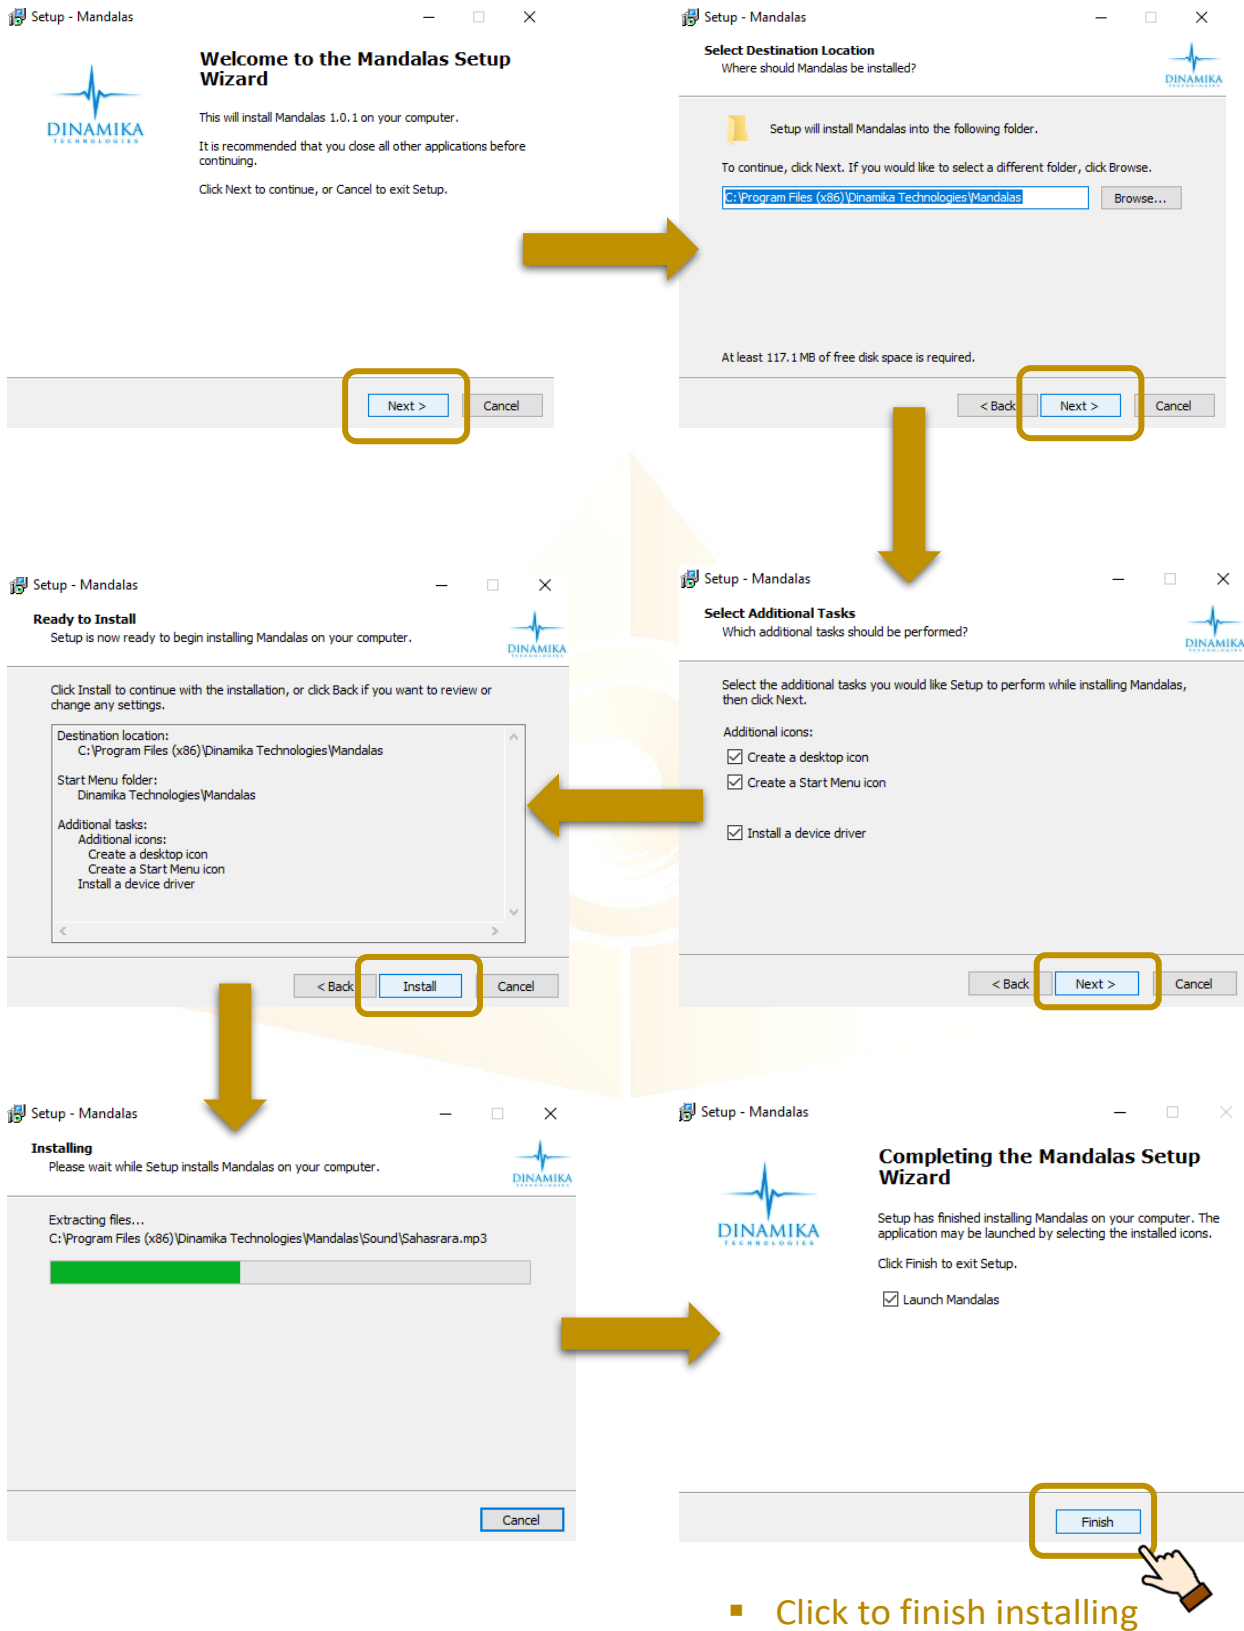 Setup - Mandalas
DINAMIKA
TECHNOLOGIES
Welcome to the Mandalas Setup
Wizard
This will install Mandalas 1.0.1 on your computer.
It is recommended that you close all other applications before
continuing.
Click Next to continue, or Cancel to exit Setup.
Next >
Cancel
Setup - Mandalas
Select Destination Location
Where should Mandalas be installed?
DINAMIKA
TECHNOLOGIES
Setup will install Mandalas into the following folder.
To continue, click Next. If you would like to select a different folder, click Browse.
C:\Program Files (x86)\Dinamika Technologies\Mandalas
Browse...
At least 117.1 MB of free disk space is required.
< Back
Next >
Cancel
Setup - Mandalas
Select Additional Tasks
Which additional tasks should be performed?
DINAMIKA
TECHNOLOGIES
Select the additional tasks you would like Setup to perform while installing Mandalas,
then click Next.
Additional icons:
Create a desktop icon
Create a Start Menu icon
Install a device driver
< Back
Next >
Cancel
Setup - Mandalas
Ready to Install
Setup is now ready to begin installing Mandalas on your computer.
DINAMIKA
TECHNOLOGIES
Click Install to continue with the installation, or click Back if you want to review or
change any settings.
Destination location:
C:\Program Files (x86)\Dinamika Technologies\Mandalas
Start Menu folder:
Dinamika Technologies\Mandalas
Additional tasks:
Additional icons:
Create a desktop icon
Create a Start Menu icon
Install a device driver
< Back
Install
Cancel
Setup - Mandalas
Installing
Please wait while Setup installs Mandalas on your computer.
DINAMIKA
TECHNOLOGIES
Extracting files...
C:\Program Files (x86)\Dinamika Technologies\Mandalas\Sound\Sahasrara.mp3
Cancel
Setup - Mandalas
DINAMIKA
TECHNOLOGIES
Completing the Mandalas Setup
Wizard
Setup has finished installing Mandalas on your computer. The
application may be launched by selecting the installed icons.
Click Finish to exit Setup.
Launch Mandalas
Finish
▪ Click to finish installing